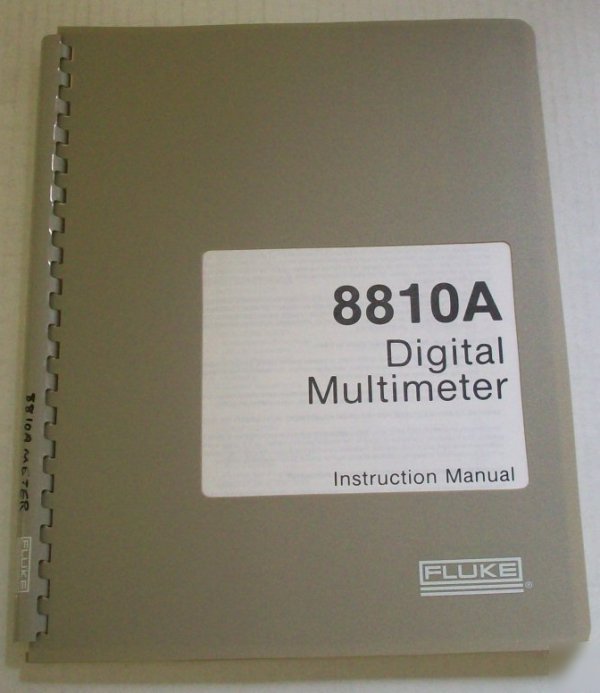 8810A
Digital
Multimeter
Instruction Manual
FLUKE
®
8810A METER
FLUKE